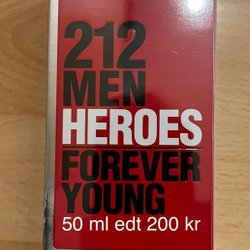 212
MEN
HEROES
FOREVER
YOUNG
50 ml edt 200 kr